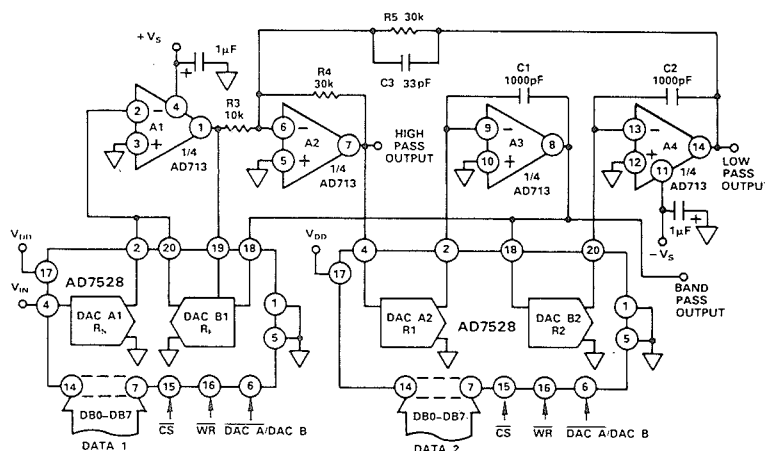 R5 30k
C3 33pF
+VS
1µF
+
R4
30k
C1
1000pF
C2
1000pF
4
2
−
A1
3
+
1
R3
10k
1/4
AD713
6
−
A2
5
+
7
1/4
AD713
HIGH
PASS
OUTPUT
9
−
A3
10
+
8
1/4
AD713
13
−
A4
12
+
14
11
1/4
AD713
LOW
PASS
OUTPUT
1µF
+
−VS
VDD
17
2
20
19
18
VIN
4
AD7528
DAC A1
DAC B1
1
5
14
7
15
16
6
DB0–DB7
CS
WR
DAC A/DAC B
DATA 1
VDD
17
4
2
18
20
BAND
PASS
OUTPUT
DAC A2
R1
AD7528
DAC B2
R2
1
5
14
7
15
16
6
DB0–DB7
CS
WR
DAC A/DAC B
DATA 2